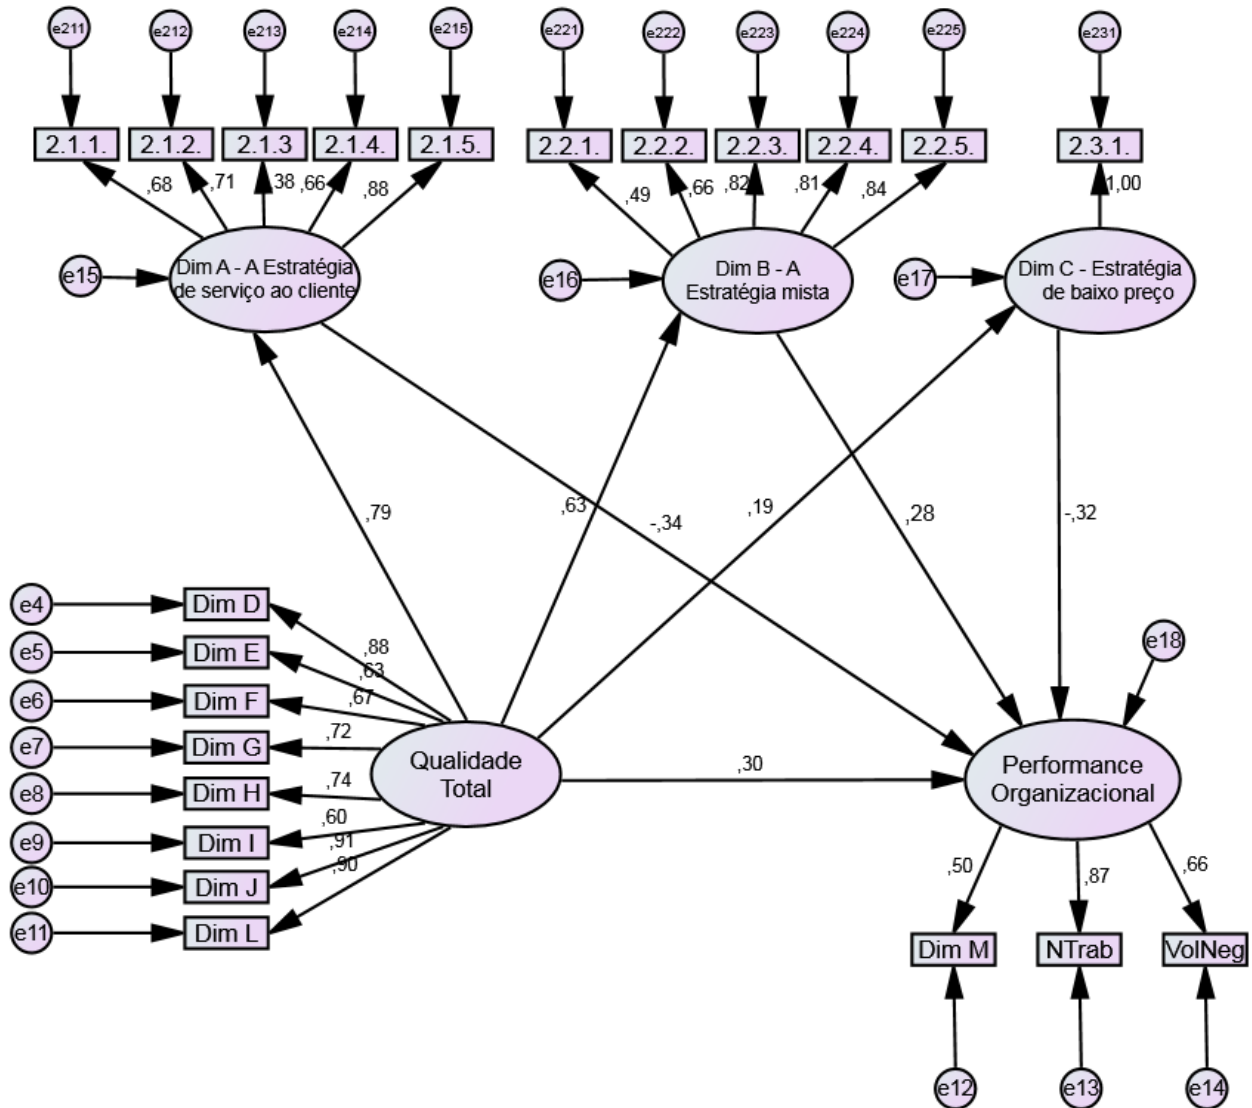 e211 e212 e213 e214 e215 e221 e222 e223 e224 e225 e231
2.1.1. 2.1.2. 2.1.3 2.1.4. 2.1.5. 2.2.1. 2.2.2. 2.2.3. 2.2.4. 2.2.5. 2.3.1.
,68 ,71 38 ,66 ,88 ,49 ,66 ,82 ,81 ,84 1,00
e15
Dim A - A Estratégia
de serviço ao cliente
e16
Dim B - A
Estratégia mista
e17
Dim C - Estratégia
de baixo preço
,79 ,63 -,34 ,19 ,28 -,32
e4 Dim D ,88
e5 Dim E ,63
e6 Dim F ,67
e7 Dim G ,72
e8 Dim H ,74
e9 Dim I ,60
e10 Dim J ,91
e11 Dim L ,90
Qualidade
Total
,30
e18
Performance
Organizacional
,50 ,87 ,66
Dim M NTrab VolNeg
e12 e13 e14